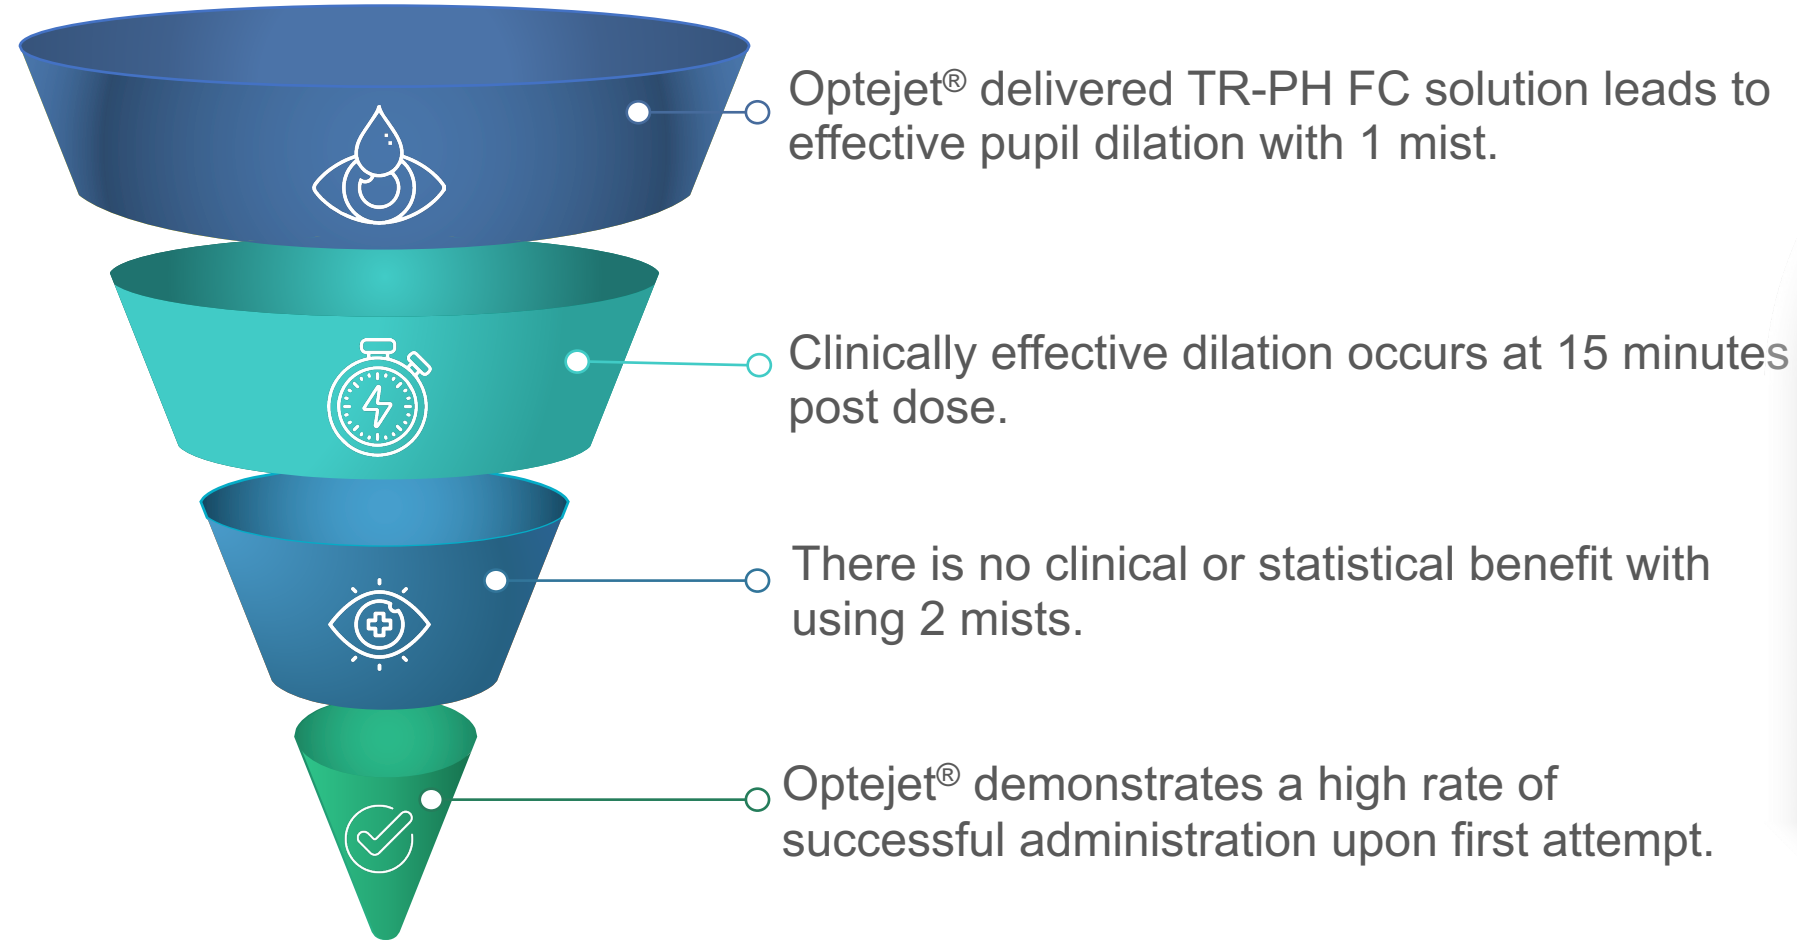 Optejet® delivered TR-PH FC solution leads to
effective pupil dilation with 1 mist.
Clinically effective dilation occurs at 15 minutes
post dose.
There is no clinical or statistical benefit with
using 2 mists.
Optejet® demonstrates a high rate of
successful administration upon first attempt.